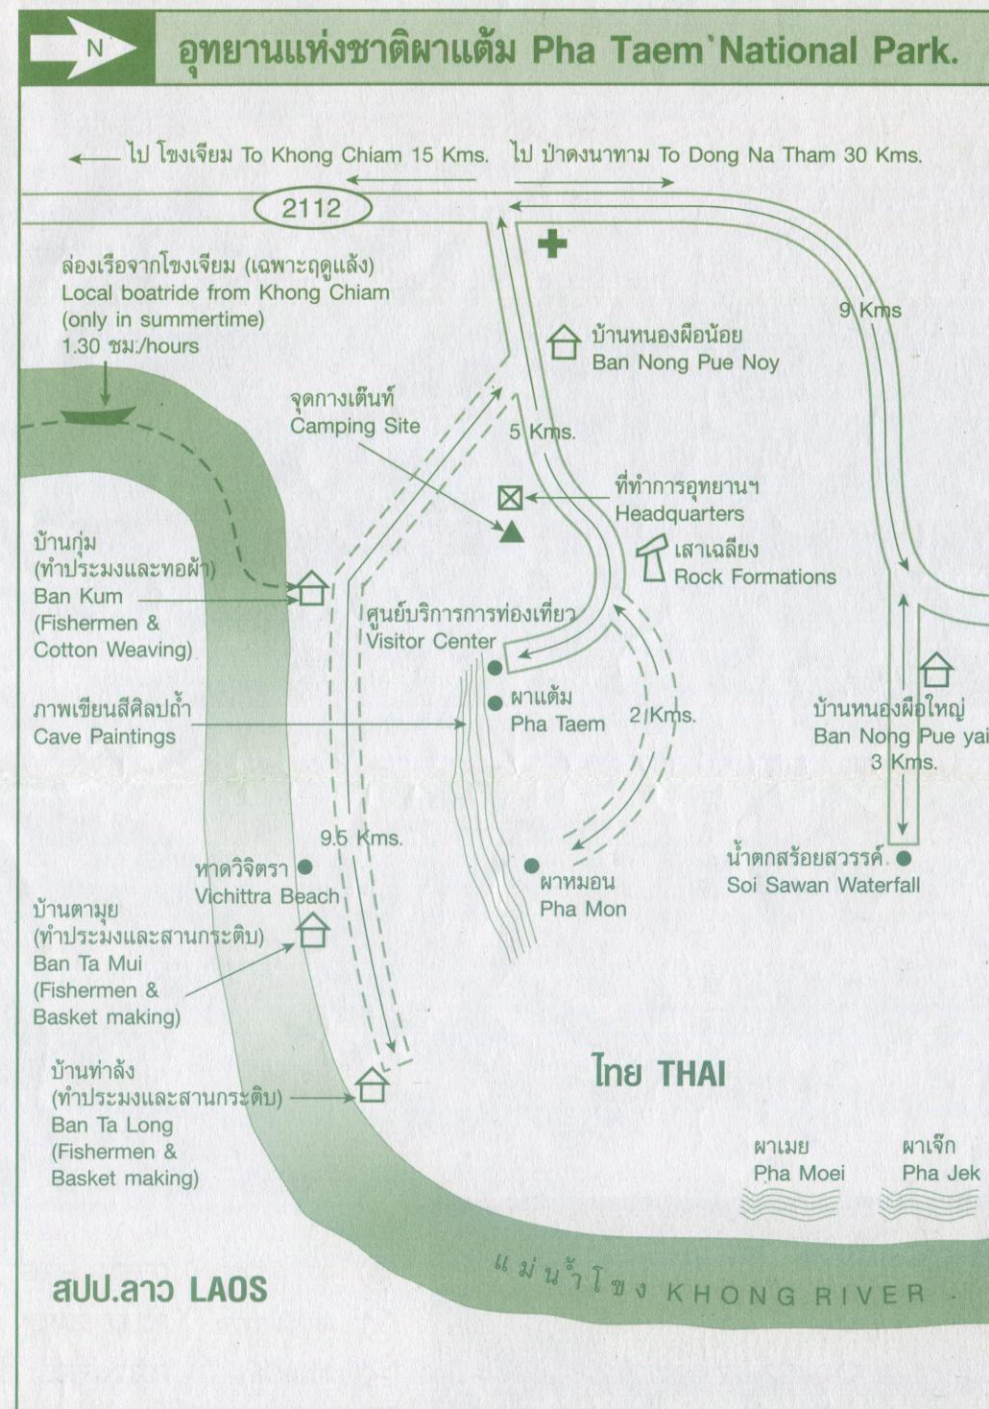 N
อุทยานแห่งชาติผาแต้ม Pha Taem National Park.
ไป โขงเจียม To Khong Chiam 15 Kms.
ไป ป่าดงนาทาม To Dong Na Tham 30 Kms.
2112
ล่องเรือจากโขงเจียม (เฉพาะฤดูแล้ง)
Local boatride from Khong Chiam
(only in summertime)
1.30 ชม./hours
9 Kms
บ้านหนองผือน้อย
Ban Nong Pue Noy
จุดกางเต๊นท์
Camping Site
5 Kms.
ที่ทำการอุทยานฯ
Headquarters
เสาเฉลียง
Rock Formations
บ้านกุ่ม
(ทำประมงและทอผ้า)
Ban Kum
(Fishermen &
Cotton Weaving)
ศูนย์บริการการท่องเที่ยว
Visitor Center
ภาพเขียนสีศิลปถ้ำ
Cave Paintings
ผาแต้ม
Pha Taem
2 Kms.
บ้านหนองผือใหญ่
Ban Nong Pue yai
3 Kms.
9.5 Kms.
หาดวิจิตรา
Vichittra Beach
ผาหมอน
Pha Mon
น้ำตกสร้อยสวรรค์
Soi Sawan Waterfall
บ้านตามุย
(ทำประมงและสานกระติบ)
Ban Ta Mui
(Fishermen &
Basket making)
บ้านท่าล้ง
(ทำประมงและสานกระติบ)
Ban Ta Long
(Fishermen &
Basket making)
ไทย THAI
ผาเมย
Pha Moei
ผาเจ๊ก
Pha Jek
สปป.ลาว LAOS
แม่น้ำโขง KHONG RIVER